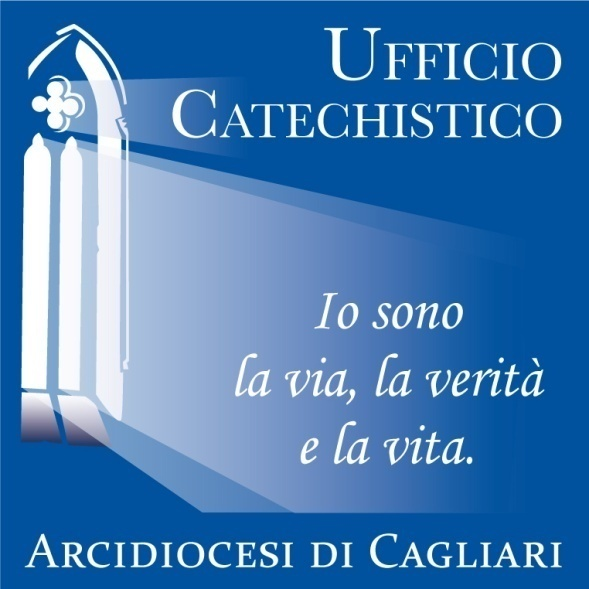 UFFICIO
CATECHISTICO
Io sono
la via, la verità
e la vita.
ARCIDIOCESI DI CAGLIARI